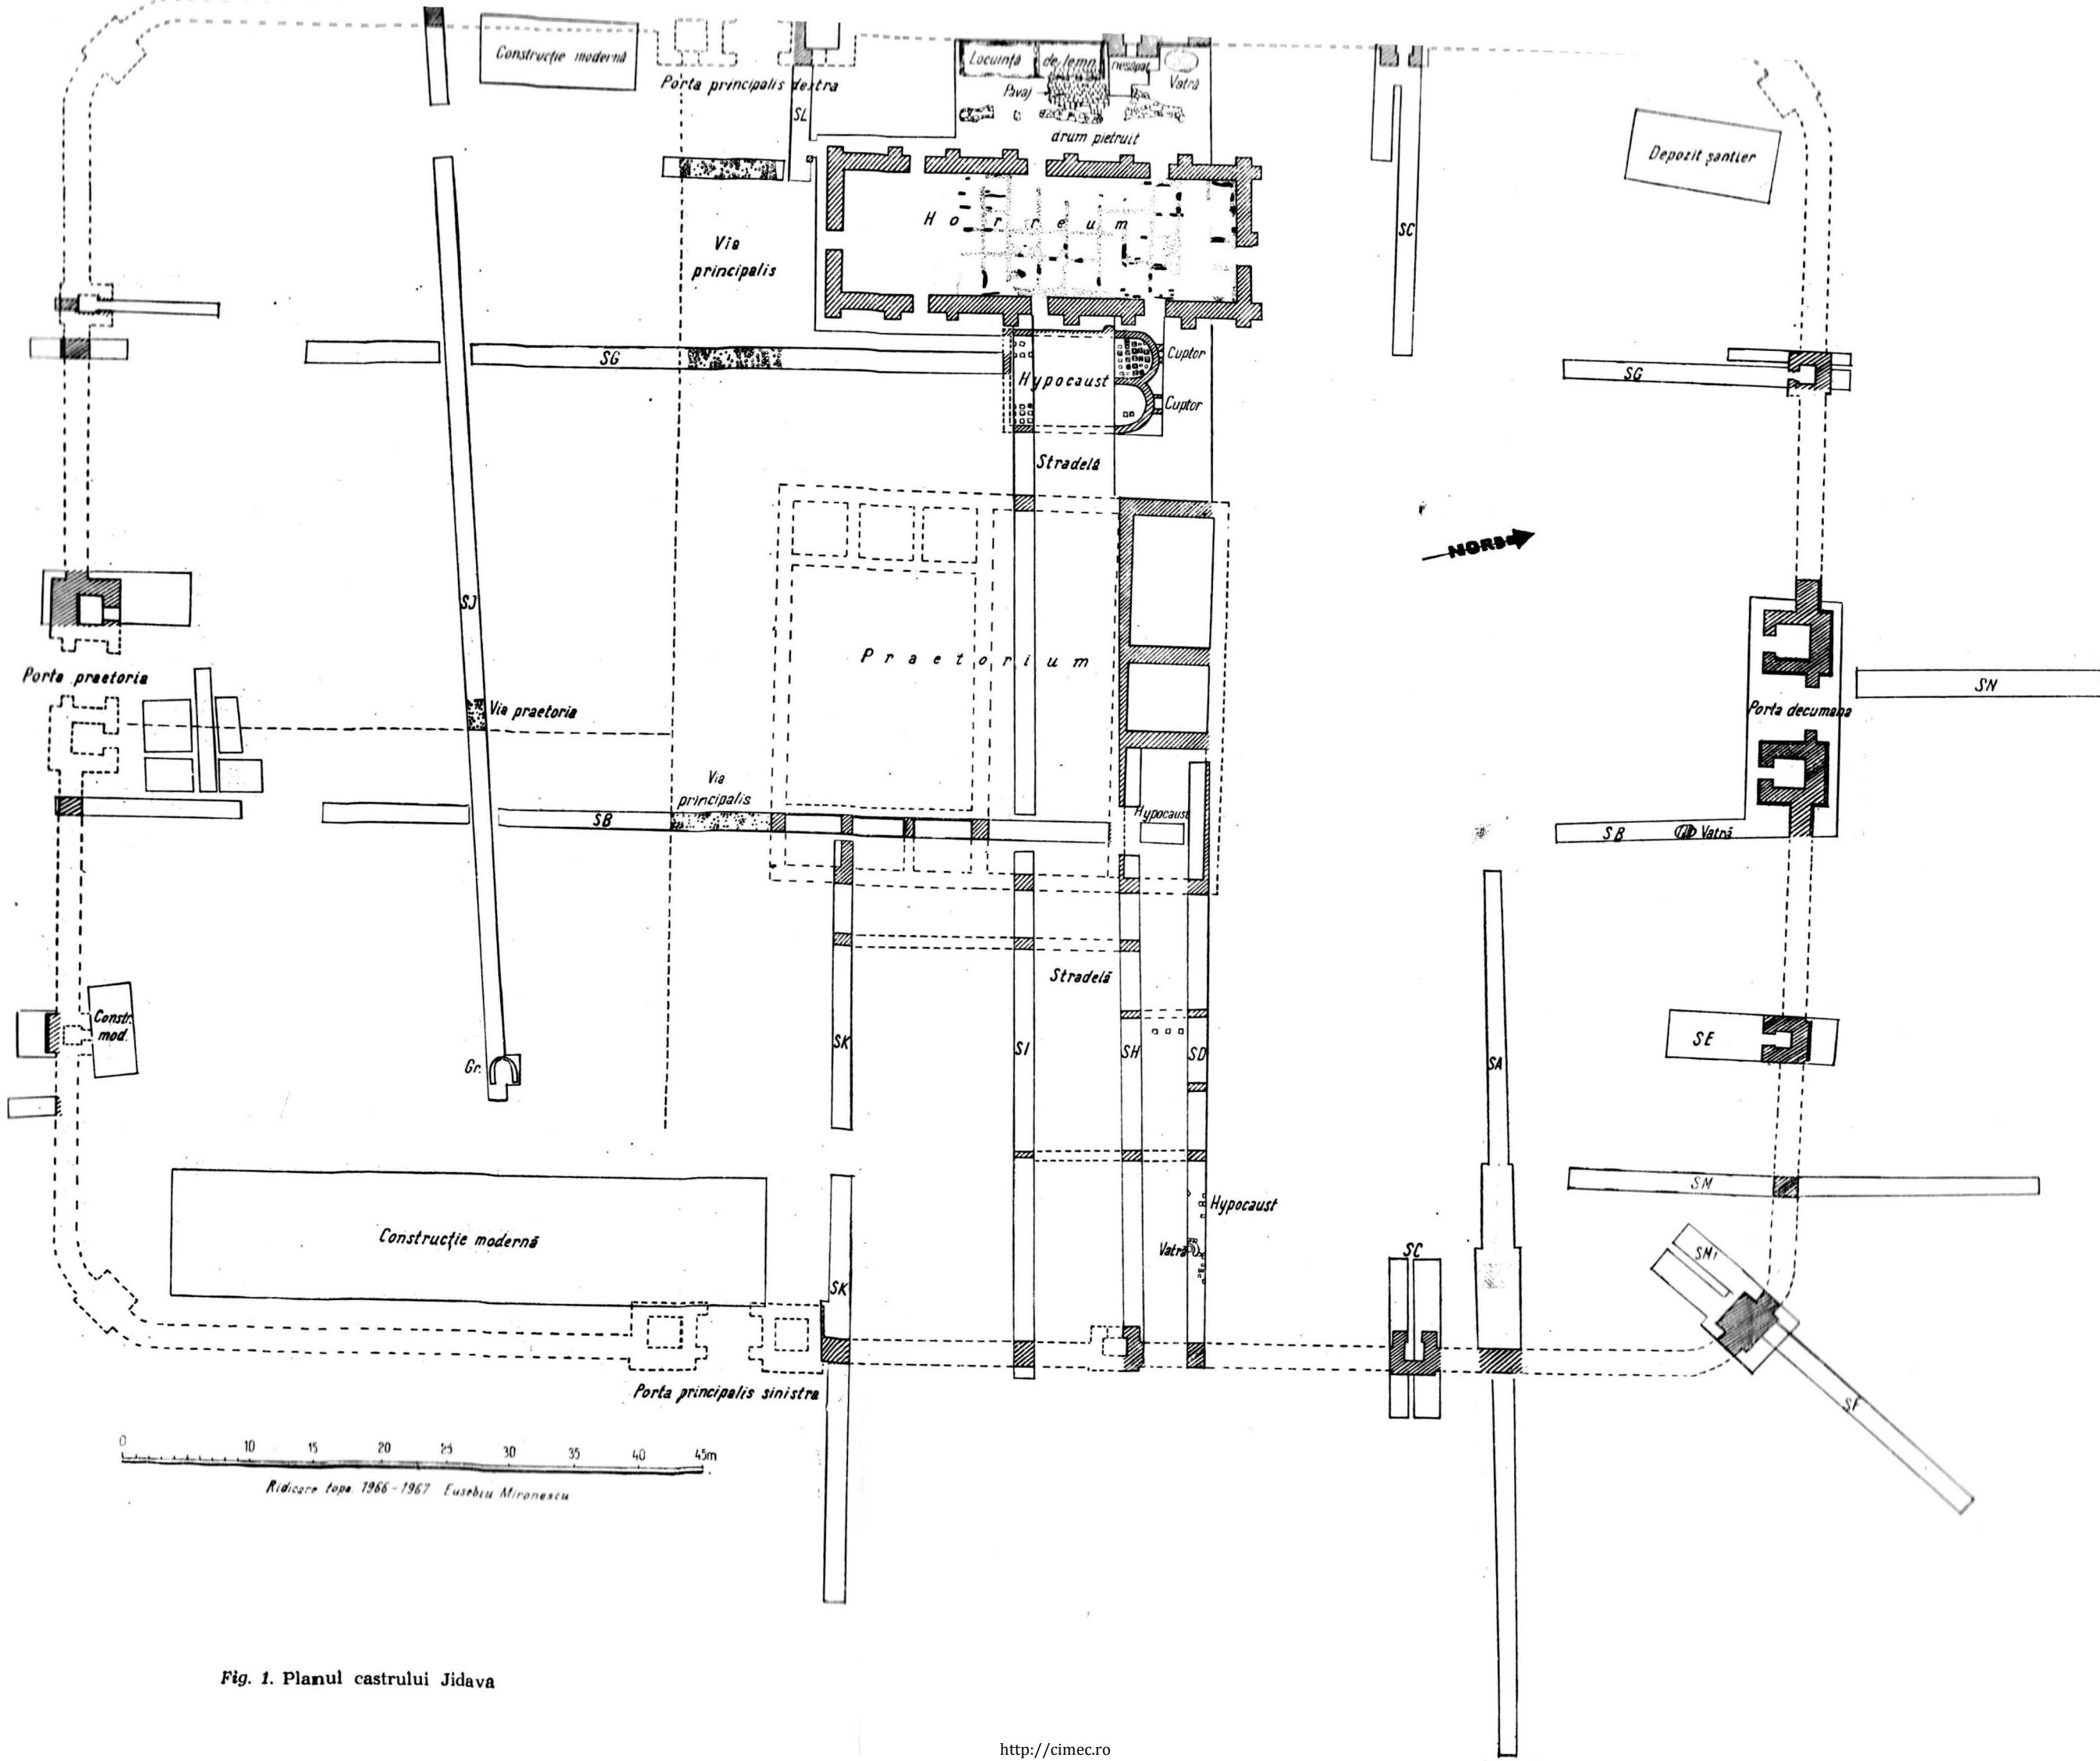 Construcție modernă
Porta principalis dextra
SL
Locuință
de lemn
nesăpat
Vatră
Pavaj
drum pietruit
Depozit șantier
Horreum
Via
principalis
SC
SG
Hypocaust
Cuptor
Cuptor
SG
Stradelă
NORD
SJ
Praetorium
Porta praetoria
Via praetoria
SN
Porta decumana
Via
principalis
SB
Hypocaust
SB
Vatră
Stradelă
Constr.
mod.
Gr.
SK
SI
SH
SD
SA
SE
SM
Hypocaust
Vatră
Construcție modernă
SK
SC
SM1
SF
Porta principalis sinistra
0 10 15 20 25 30 35 40 45m
Ridicare topo. 1966-1967 Eusebiu Mironescu
Fig. 1. Planul castrului Jidava
http://cimec.ro